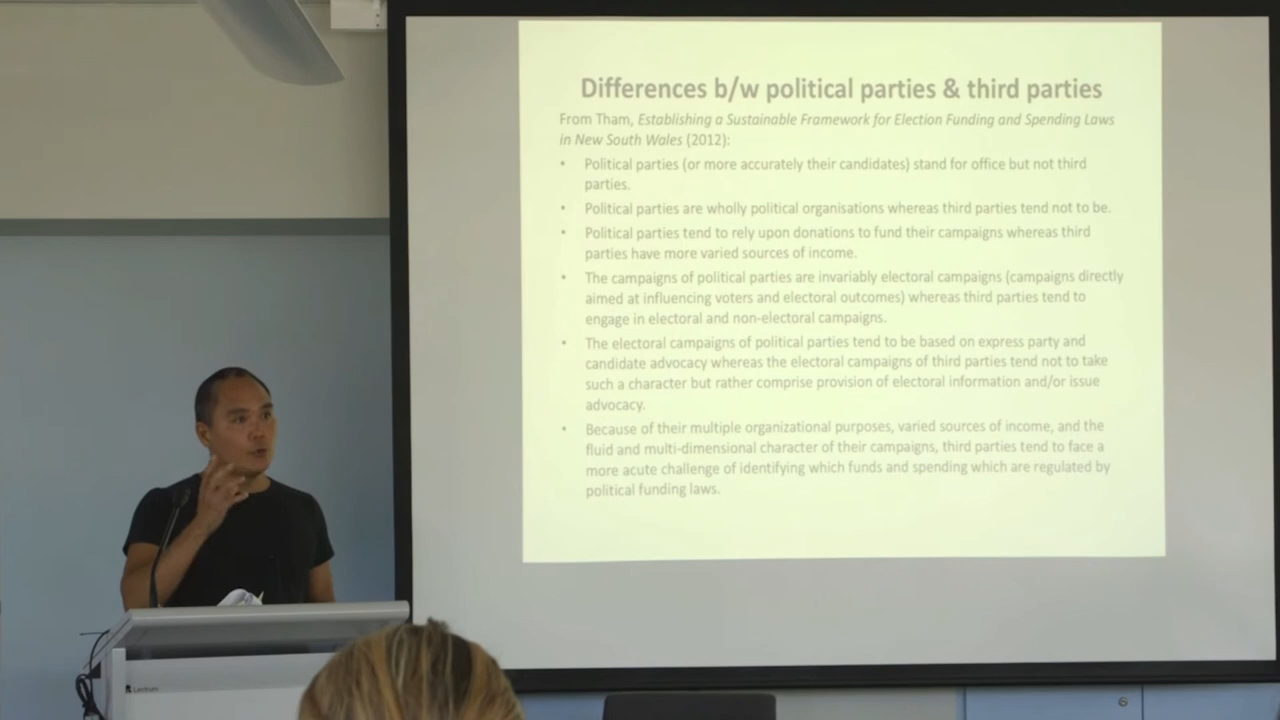 Differences b/w political parties & third parties
From Tham, Establishing a Sustainable Framework for Election Funding and Spending Laws
in New South Wales (2012):
• Political parties (or more accurately their candidates) stand for office but not third
parties.
• Political parties are wholly political organisations whereas third parties tend not to be.
• Political parties tend to rely upon donations to fund their campaigns whereas third
parties have more varied sources of income.
• The campaigns of political parties are invariably electoral campaigns (campaigns directly
aimed at influencing voters and electoral outcomes) whereas third parties tend to
engage in electoral and non-electoral campaigns.
• The electoral campaigns of political parties tend to be based on express party and
candidate advocacy whereas the electoral campaigns of third parties tend not to take
such a character but rather comprise provision of electoral information and/or issue
advocacy.
• Because of their multiple organizational purposes, varied sources of income, and the
fluid and multi-dimensional character of their campaigns, third parties tend to face a
more acute challenge of identifying which funds and spending which are regulated by
political funding laws.
Lectrum